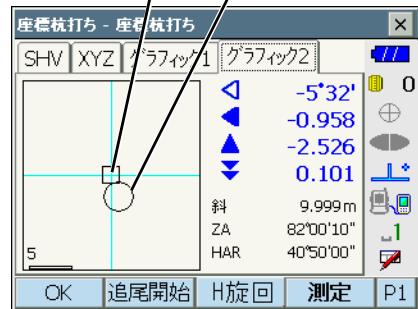 座標杭打ち - 座標杭打ち
SHV XYZ グラフィック1 グラフィック2
-5°32'
-0.958
-2.526
0.101
斜 9.999m
ZA 82°00'10"
HAR 40°50'00"
5
0
1
OK 追尾開始 H旋回 測定 P1